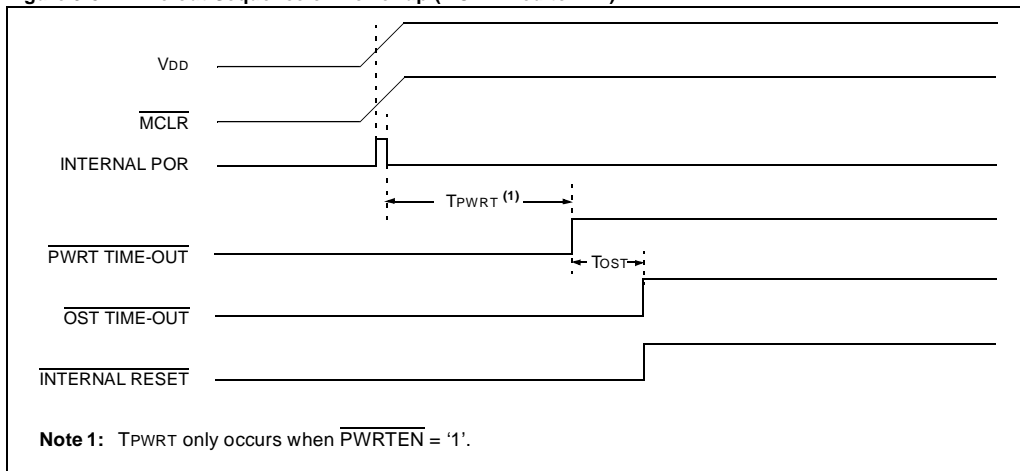 VDD
MCLR
INTERNAL POR
TPWRT (1)
PWRT TIME-OUT
TOST
OST TIME-OUT
INTERNAL RESET
Note 1: TPWRT only occurs when PWRTEN = ‘1’.